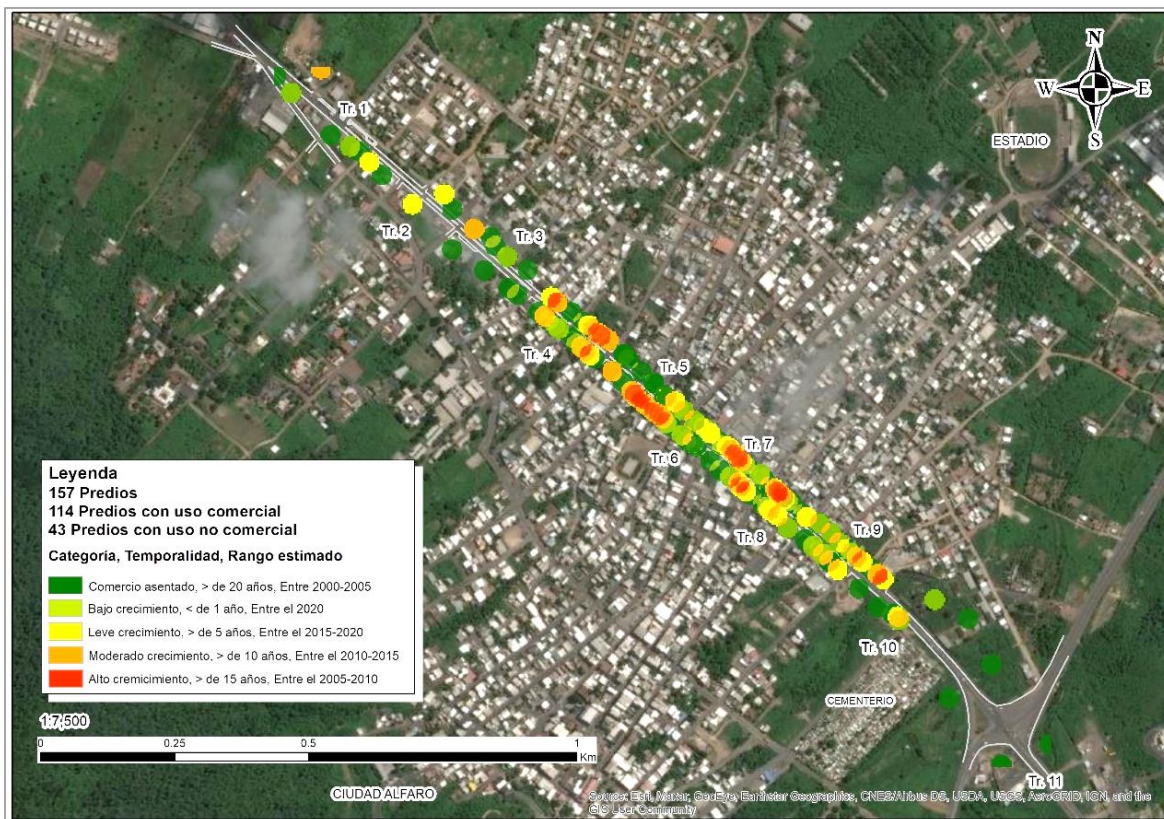 N
W E
S
ESTADIO
Tr. 1
Tr. 2
Tr. 3
Tr. 4
Tr. 5
Tr. 6
Tr. 7
Tr. 8
Tr. 9
Tr. 10
CEMENTERIO
Tr. 11
Leyenda
157 Predios
114 Predios con uso comercial
43 Predios con uso no comercial
Categoría, Temporalidad, Rango estimado
Comercio asentado, > de 20 años, Entre 2000-2005
Bajo crecimiento, < de 1 año, Entre el 2020
Leve crecimiento, > de 5 años, Entre el 2015-2020
Moderado crecimiento, > de 10 años, Entre el 2010-2015
Alto cremicimiento, > de 15 años, Entre el 2005-2010
1:7,500
0 0.25 0.5 1
Km
CIUDAD ALFARO
Source: Esri, Maxar, GeoEye, Earthstar Geographics, CNES/Airbus DS, USDA, USGS, AeroGRID, IGN, and the
GIS User Community